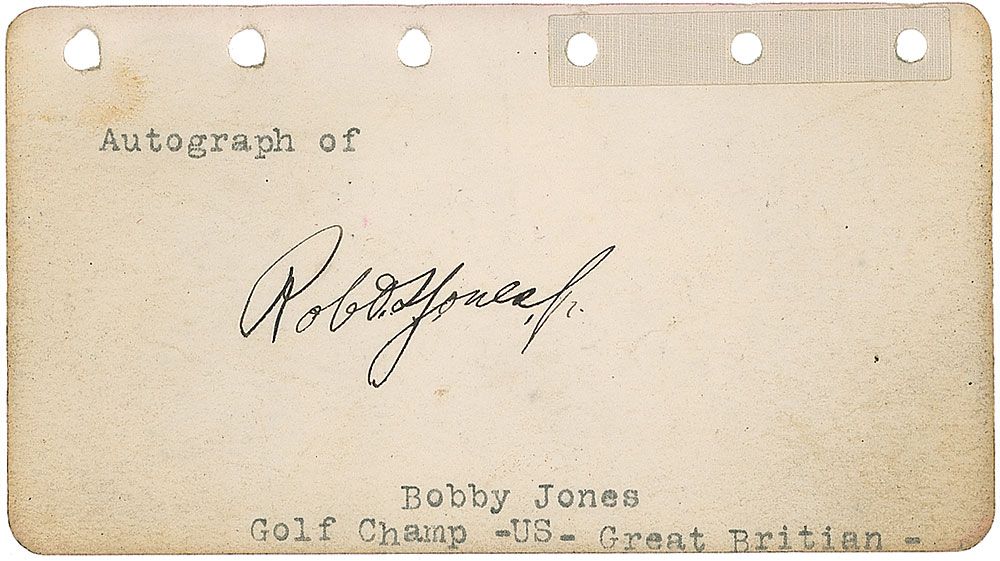 Autograph of
Robt. T. Jones, Jr.
Bobby Jones
Golf Champ -US- Great Britian -